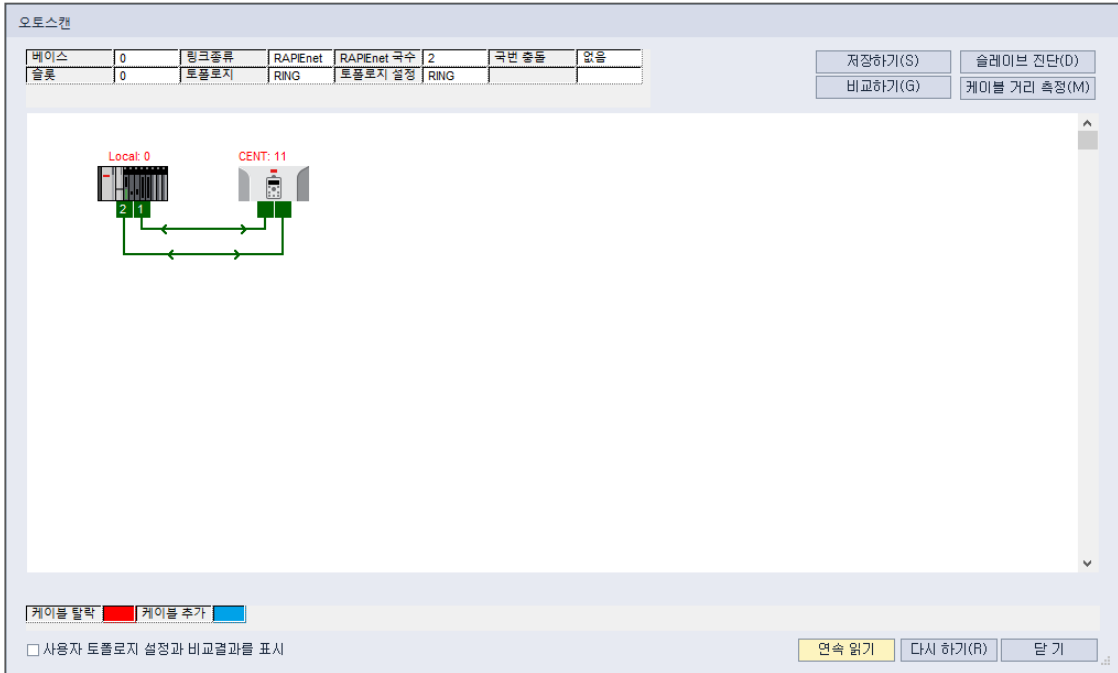 오토스캔
베이스 0 링크종류 RAPIEnet RAPIEnet 국수 2 국번 충돌 없음
슬롯 0 토폴로지 RING 토폴로지 설정 RING
저장하기(S) 슬레이브 진단(D)
비교하기(G) 케이블 거리 측정(M)
Local: 0 CENT: 11
2 1
케이블 탈락 케이블 추가
사용자 토폴로지 설정과 비교결과를 표시
연속 읽기 다시 하기(R) 닫 기